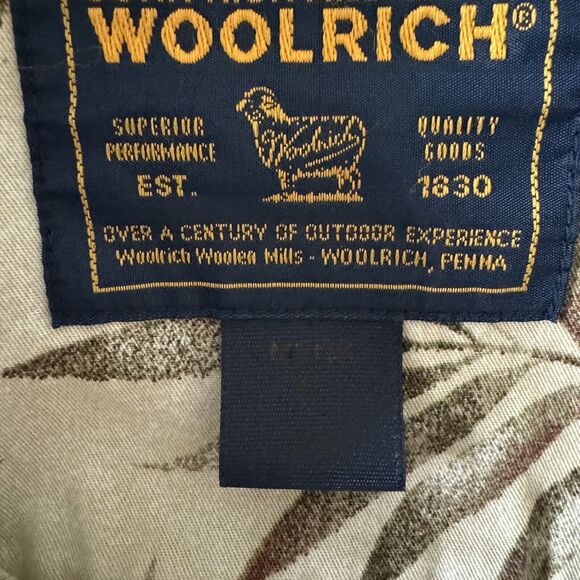 WOOLRICH®
SUPERIOR
PERFORMANCE
Woolrich
QUALITY
GOODS
EST.
1830
OVER A CENTURY OF OUTDOOR EXPERIENCE
Woolrich Woolen Mills - WOOLRICH, PENNA